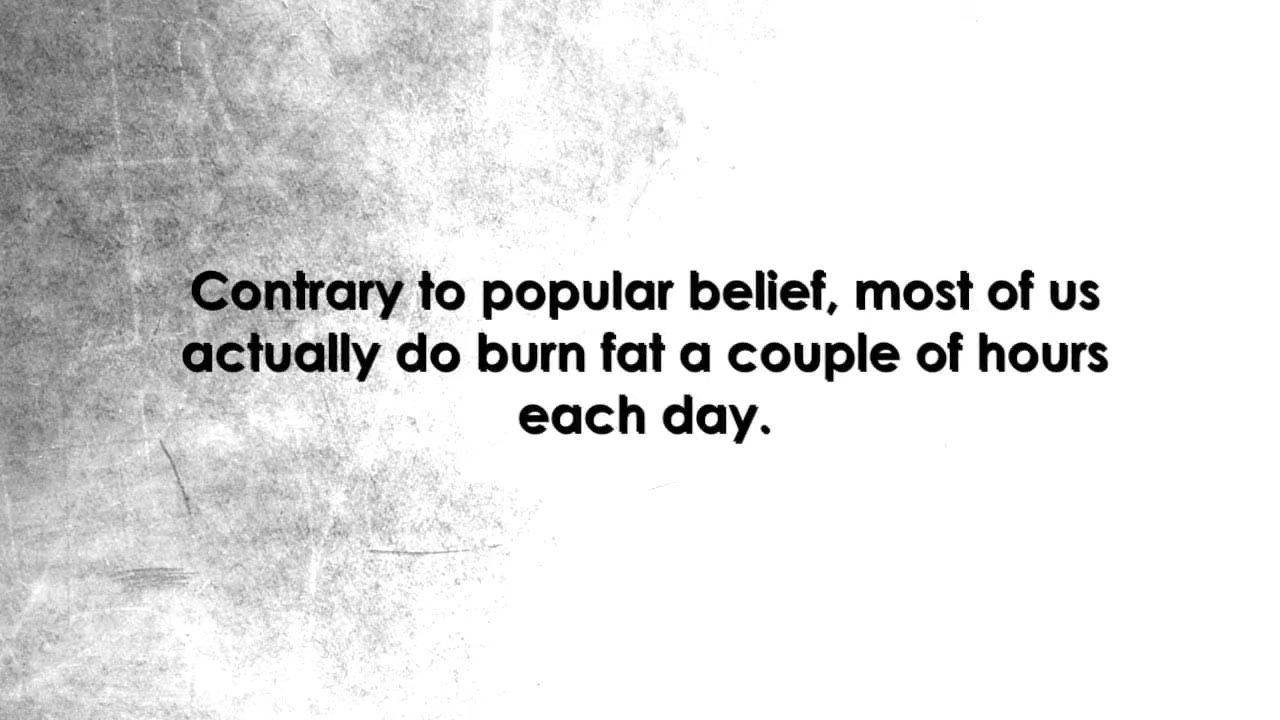 Contrary to popular belief, most of us
actually do burn fat a couple of hours
each day.